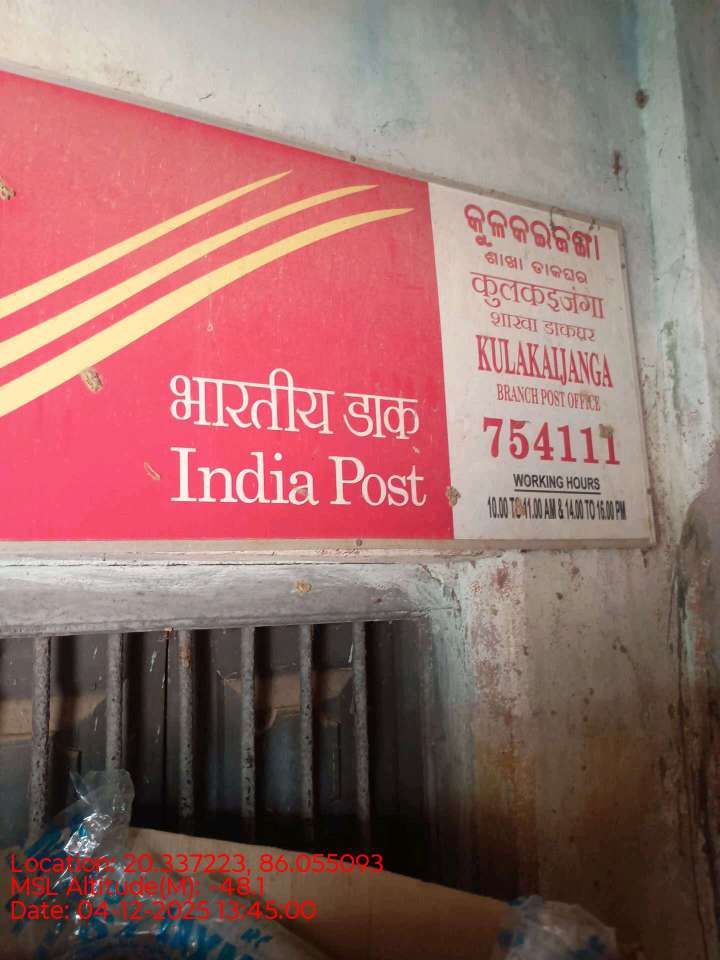 भारतीय डाक
India Post
କୁଳକଇଜଙ୍ଗା
ଶାଖା ଡାକଘର
कुलकइजंगा
शाखा डाकघर
KULAKAIJANGA
BRANCH POST OFFICE
754111
WORKING HOURS
10.00 TO 11.00 AM & 14.00 TO 15.00 PM
Location: 20.337223, 86.055093
MSL Altitude(M): -48.1
Date: 04-12-2025 13:45:00